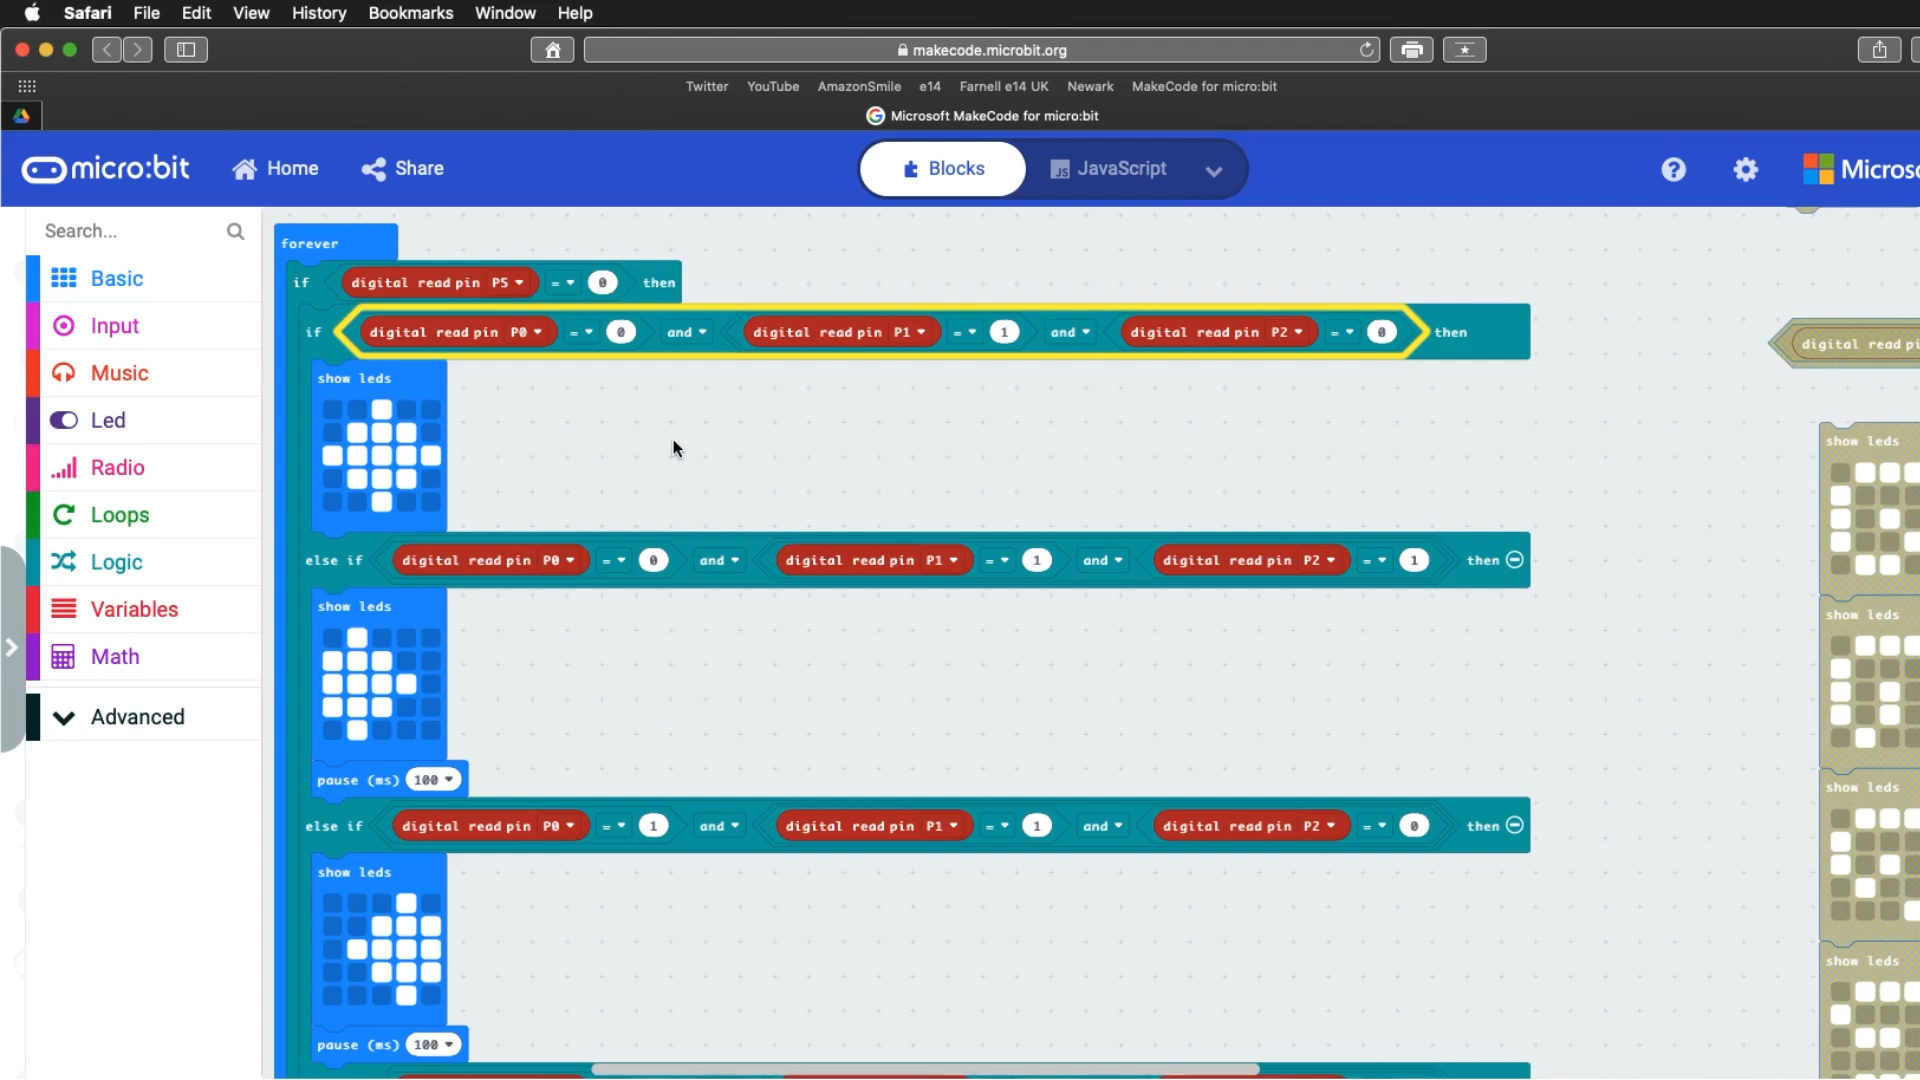 Safari File Edit View History Bookmarks Window Help
makecode.microbit.org
Twitter YouTube AmazonSmile e14 Farnell e14 UK Newark MakeCode for micro:bit
Microsoft MakeCode for micro:bit
micro:bit Home Share Blocks JS JavaScript ?
Search...
Basic
Input
Music
Led
Radio
Loops
Logic
Variables
Math
Advanced
forever
if digital read pin P5 = 0 then
if digital read pin P0 = 0 and digital read pin P1 = 1 and digital read pin P2 = 0 then
show leds
else if digital read pin P0 = 0 and digital read pin P1 = 1 and digital read pin P2 = 1 then
show leds
pause (ms) 100
else if digital read pin P0 = 1 and digital read pin P1 = 1 and digital read pin P2 = 0 then
show leds
pause (ms) 100
digital read
show leds
show leds
show leds
show leds